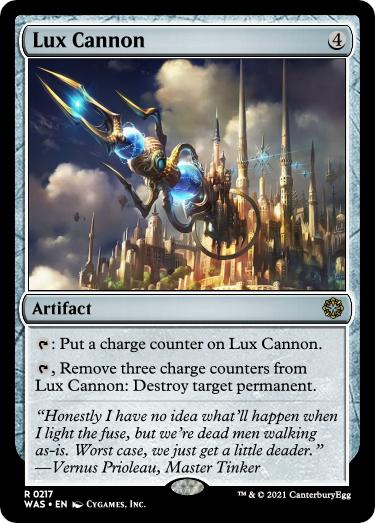 Lux Cannon 4
Artifact
: Put a charge counter on Lux Cannon.
, Remove three charge counters from
Lux Cannon: Destroy target permanent.
“Honestly I have no idea what’ll happen when
I light the fuse, but we’re dead men walking
as-is. Worst case, we just get a little deader.”
—Vernus Prioleau, Master Tinker
R 0217
WAS • EN Cygames, Inc. ™ & © 2021 CanterburyEgg